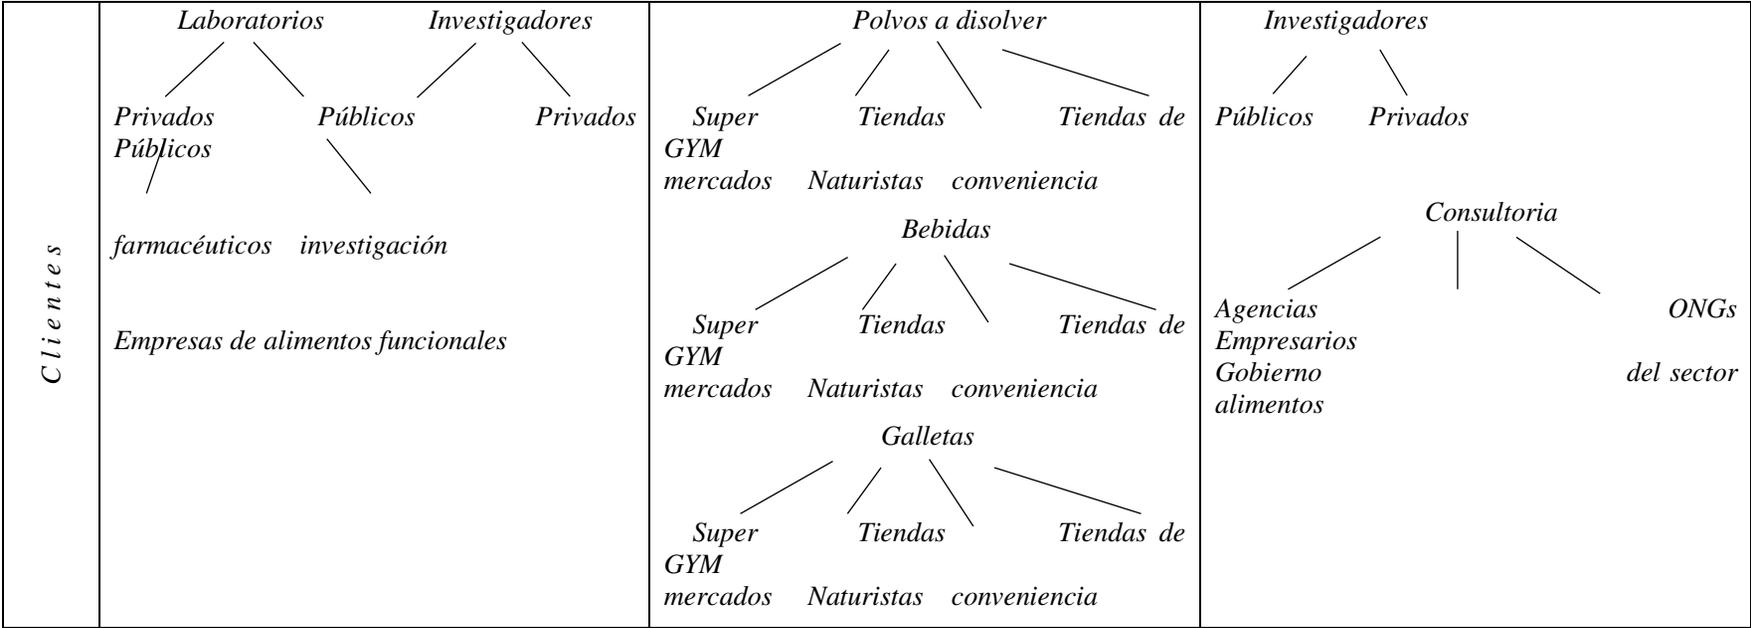 Clientes
Laboratorios Investigadores
Privados Públicos Privados
Públicos
farmacéuticos investigación
Empresas de alimentos funcionales
Polvos a disolver
Super Tiendas Tiendas de
GYM
mercados Naturistas conveniencia
Bebidas
Super Tiendas Tiendas de
GYM
mercados Naturistas conveniencia
Galletas
Super Tiendas Tiendas de
GYM
mercados Naturistas conveniencia
Investigadores
Públicos Privados
Consultoria
Agencias ONGs
Empresarios
Gobierno del sector
alimentos